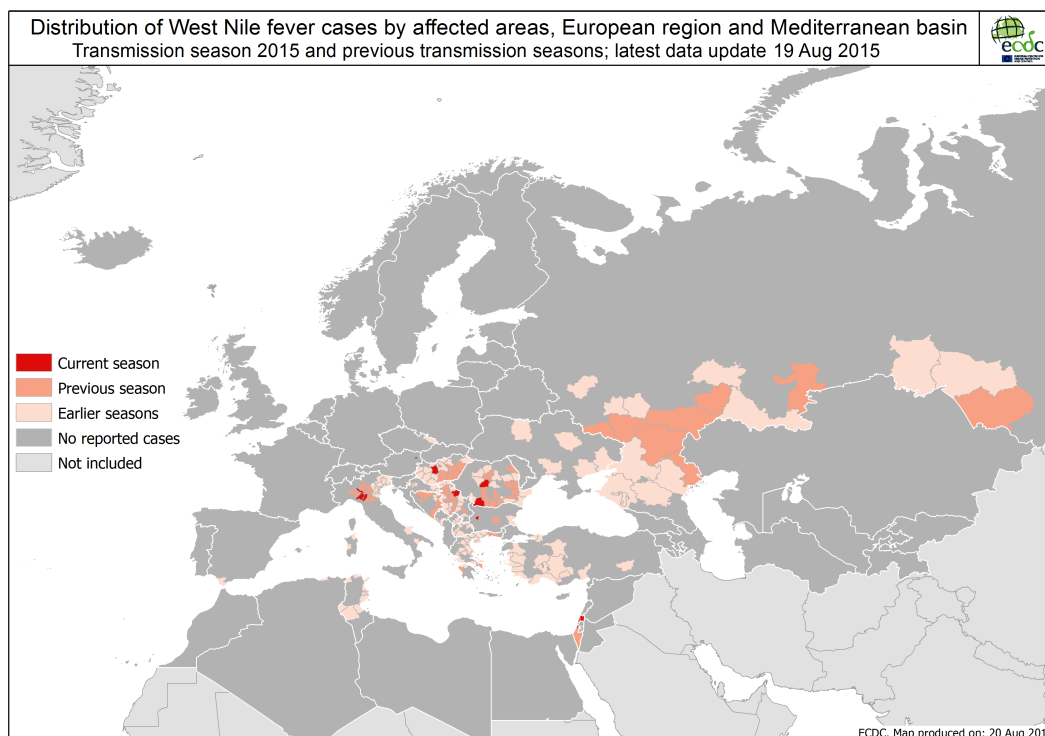 Distribution of West Nile fever cases by affected areas, European region and Mediterranean basin
Transmission season 2015 and previous transmission seasons; latest data update 19 Aug 2015
ecdc
Current season
Previous season
Earlier seasons
No reported cases
Not included
ECDC. Map produced on: 20 Aug 201